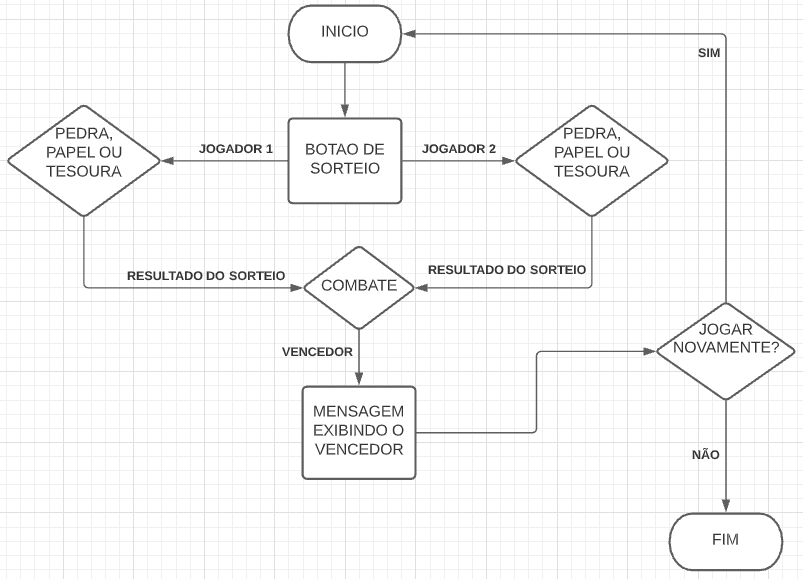 INICIO
SIM
JOGADOR 1
BOTAO DE
SORTEIO
JOGADOR 2
PEDRA,
PAPEL OU
TESOURA
PEDRA,
PAPEL OU
TESOURA
RESULTADO DO SORTEIO
COMBATE
RESULTADO DO SORTEIO
VENCEDOR
MENSAGEM
EXIBINDO O
VENCEDOR
JOGAR
NOVAMENTE?
NÃO
FIM